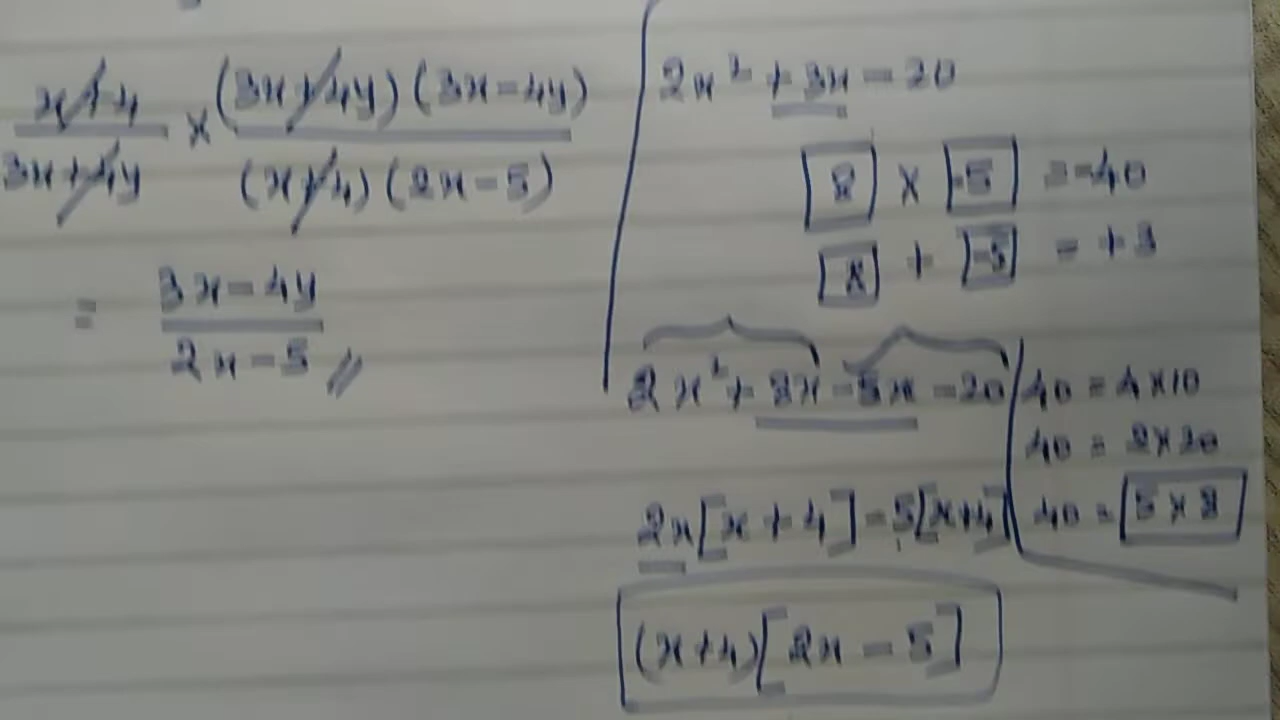 x+4 / 3x+4y × (3x+4y)(3x-4y) / (x+4)(2x-5)
= 3x-4y / 2x-5 //
2x² + 3x - 20
8 × -5 = -40
8 + -5 = +3
2x² + 8x - 5x - 20
2x[x+4] - 5[x+4]
(x+4)[2x-5]
40 = 4×10
40 = 2×20
40 = 5×8